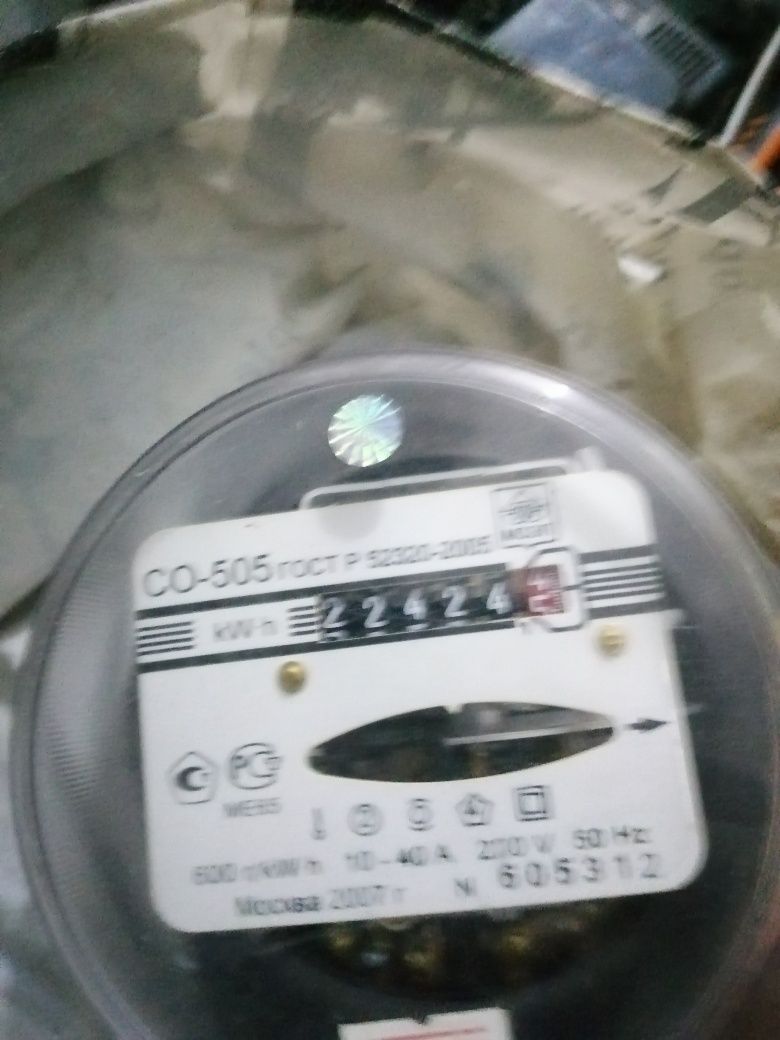 СО-505 ГОСТ Р 52320-2005
kW·h 22424
МЕ65
600 r/kW·h 10-40 А 220 V 50 Hz
Москва 2007 г № 605312